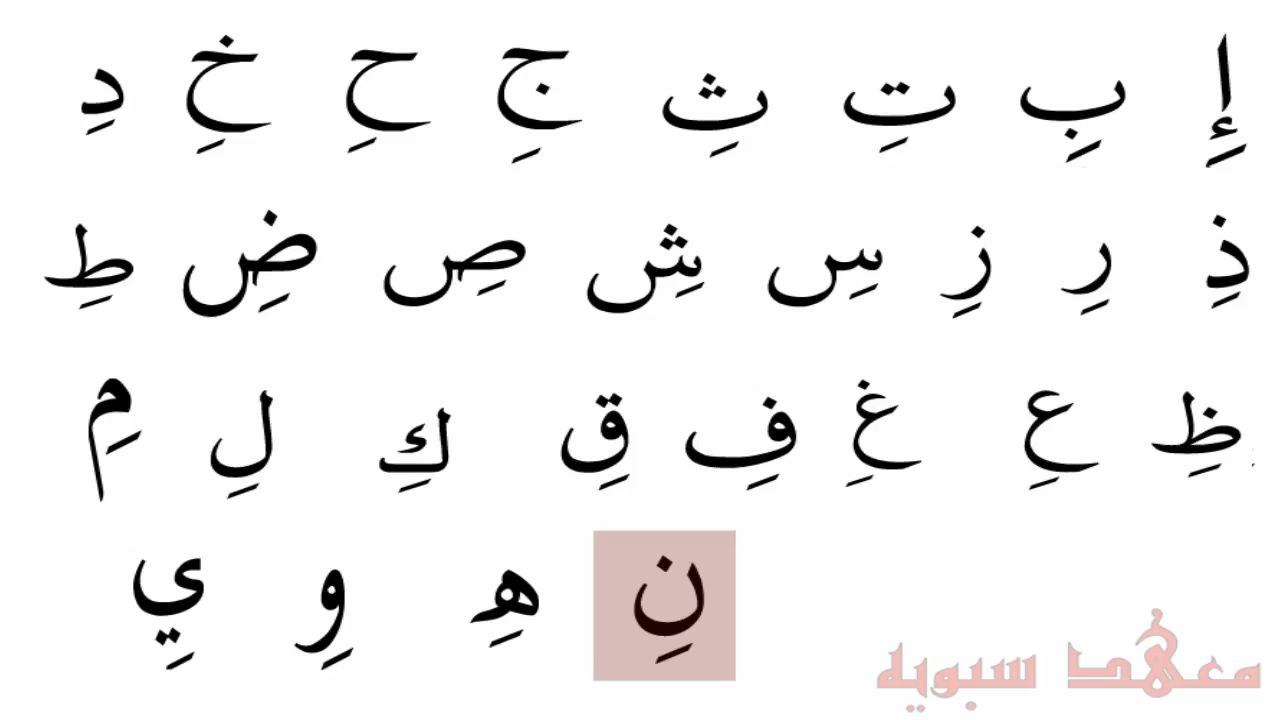 إِ بِ تِ ثِ جِ حِ خِ دِ
ذِ رِ زِ سِ شِ صِ ضِ طِ
ظِ عِ غِ فِ قِ كِ لِ مِ
نِ هِ وِ يِ
معهد سيبويه